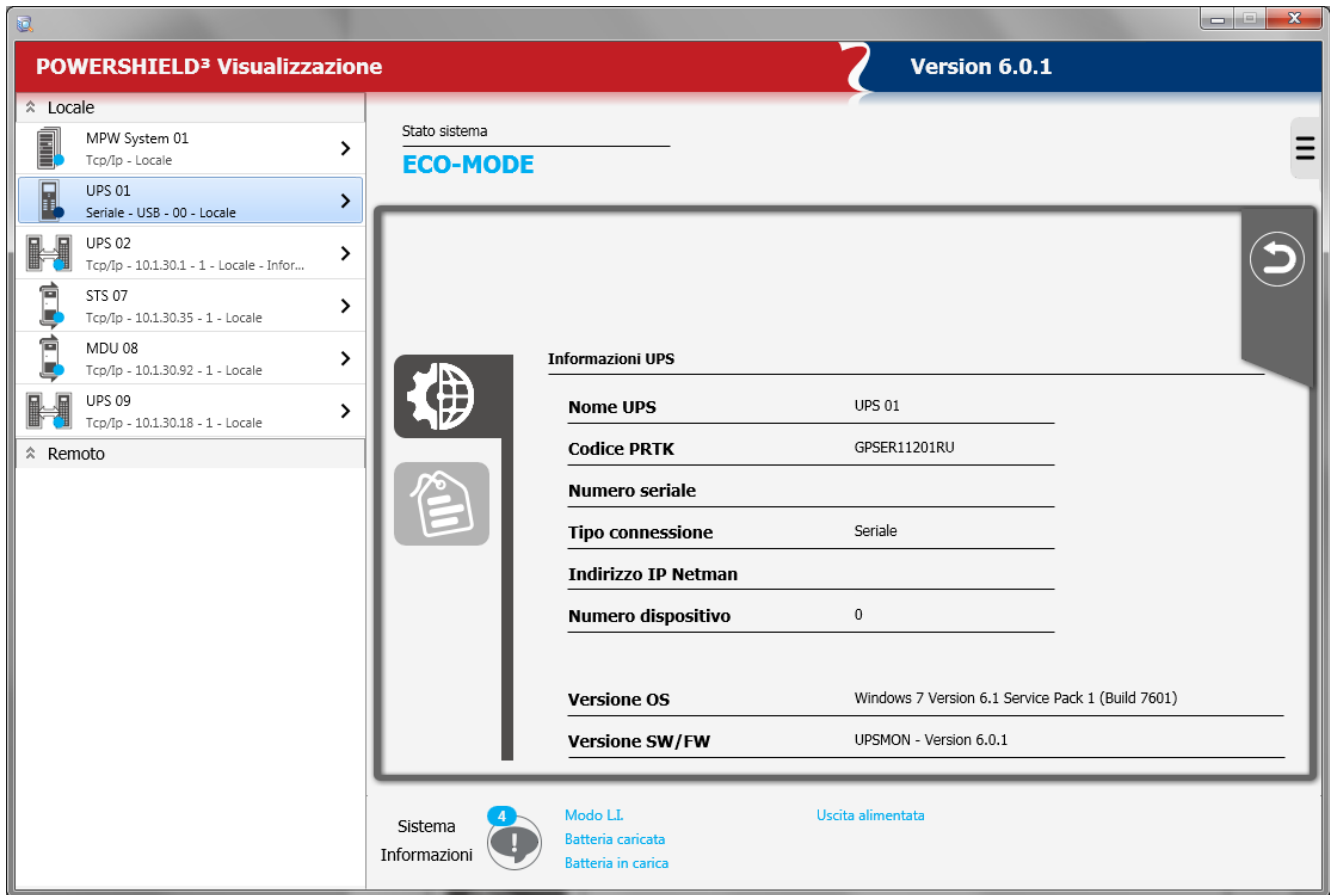 POWERSHIELD³ Visualizzazione
Version 6.0.1
Locale
MPW System 01
Tcp/Ip - Locale
UPS 01
Seriale - USB - 00 - Locale
UPS 02
Tcp/Ip - 10.1.30.1 - 1 - Locale - Infor...
STS 07
Tcp/Ip - 10.1.30.35 - 1 - Locale
MDU 08
Tcp/Ip - 10.1.30.92 - 1 - Locale
UPS 09
Tcp/Ip - 10.1.30.18 - 1 - Locale
Remoto
Stato sistema
ECO-MODE
Informazioni UPS
Nome UPS UPS 01
Codice PRTK GPSER11201RU
Numero seriale
Tipo connessione Seriale
Indirizzo IP Netman
Numero dispositivo 0
Versione OS Windows 7 Version 6.1 Service Pack 1 (Build 7601)
Versione SW/FW UPSMON - Version 6.0.1
Sistema
Informazioni
4
Modo L.I.
Batteria caricata
Batteria in carica
Uscita alimentata